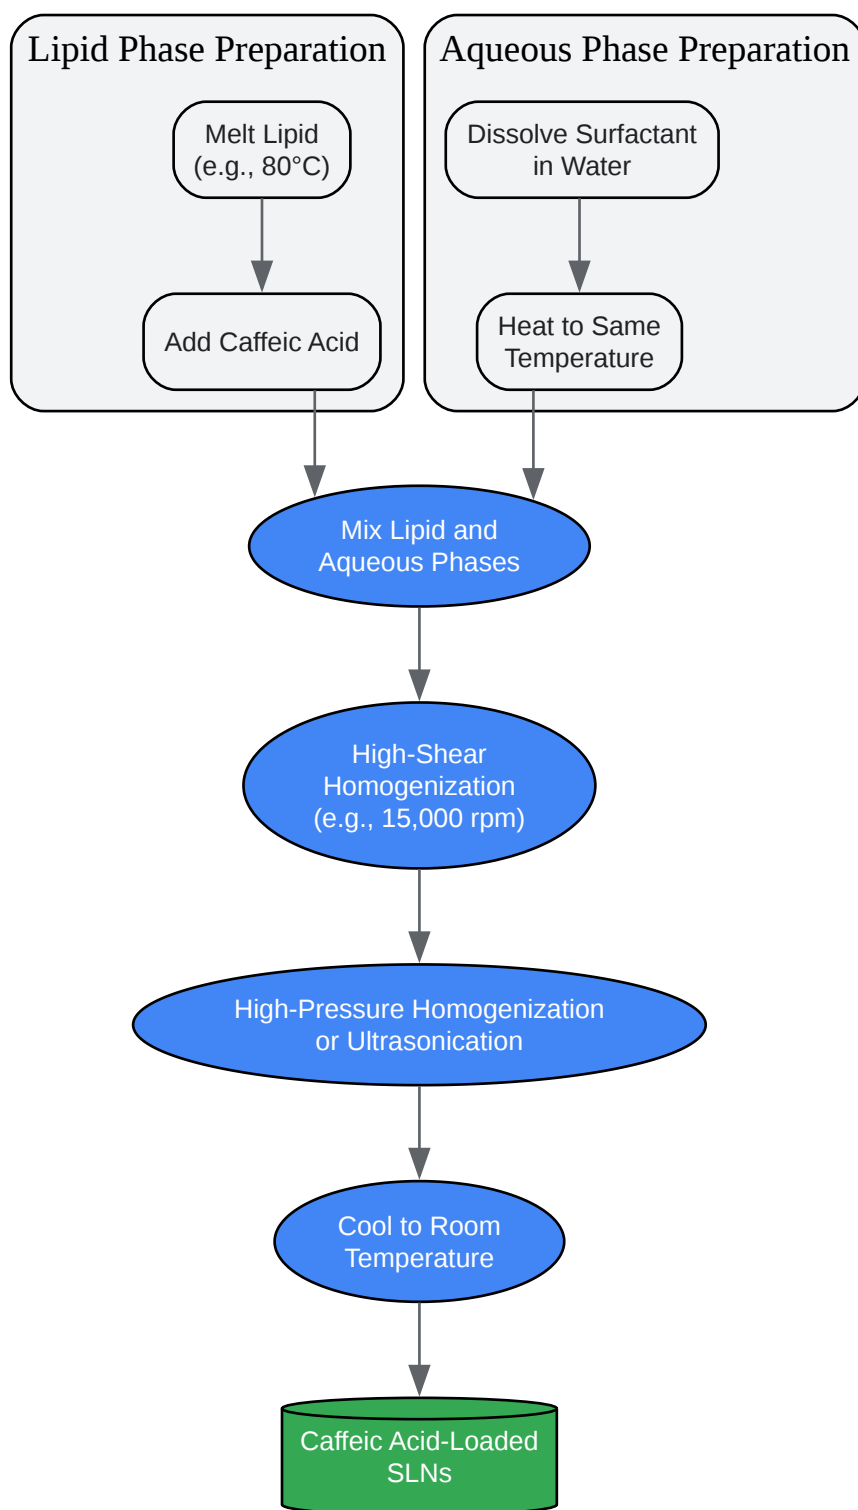 Lipid Phase Preparation
Melt Lipid
(e.g., 80°C)
Add Caffeic Acid
Aqueous Phase Preparation
Dissolve Surfactant
in Water
Heat to Same
Temperature
Mix Lipid and
Aqueous Phases
High-Shear
Homogenization
(e.g., 15,000 rpm)
High-Pressure Homogenization
or Ultrasonication
Cool to Room
Temperature
Caffeic Acid-Loaded
SLNs